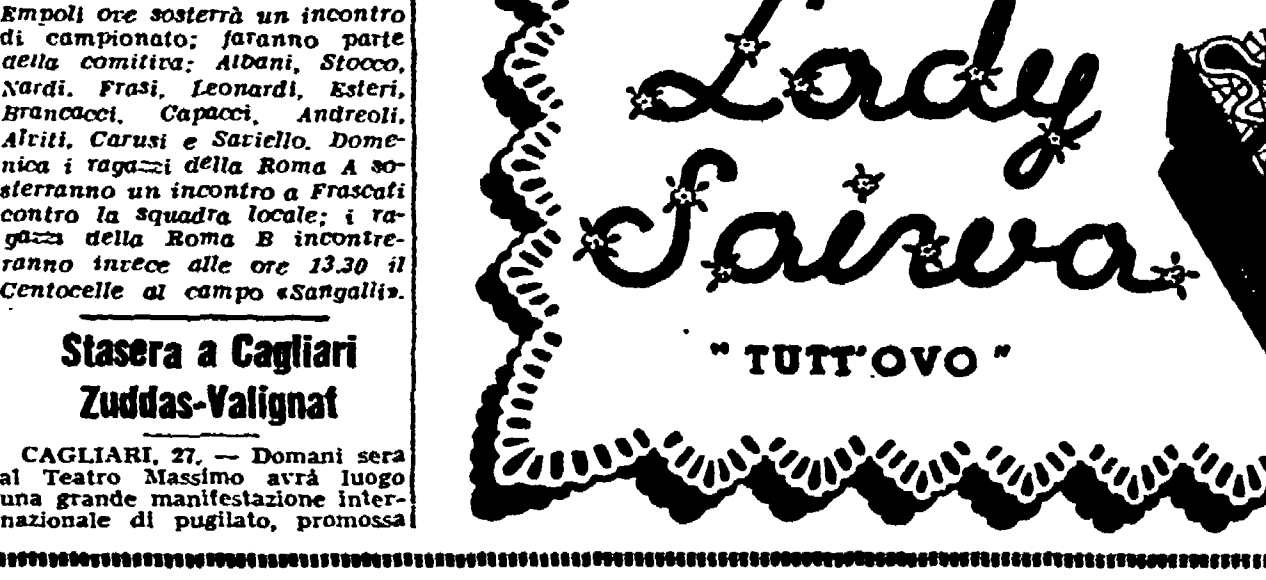 Empoli ove sosterrà un incontro
di campionato; faranno parte
della comitiva: Albani, Stocco,
Nardi, Frasi, Leonardi, Esteri,
Brancacci, Capacci, Andreoli,
Alviti, Carusi e Saviello. Dome-
nica i ragazzi della Roma A so-
sterranno un incontro a Frascati
contro la squadra locale; i ra-
gazzi della Roma B incontre-
ranno invece alle ore 13.30 il
Centocelle al campo «Sangalli».
Stasera a Cagliari
Zuddas-Valignat
CAGLIARI, 27. — Domani sera
al Teatro Massimo avrà luogo
una grande manifestazione inter-
nazionale di pugilato, promossa
Lady
Saiwa
" TUTT'OVO "